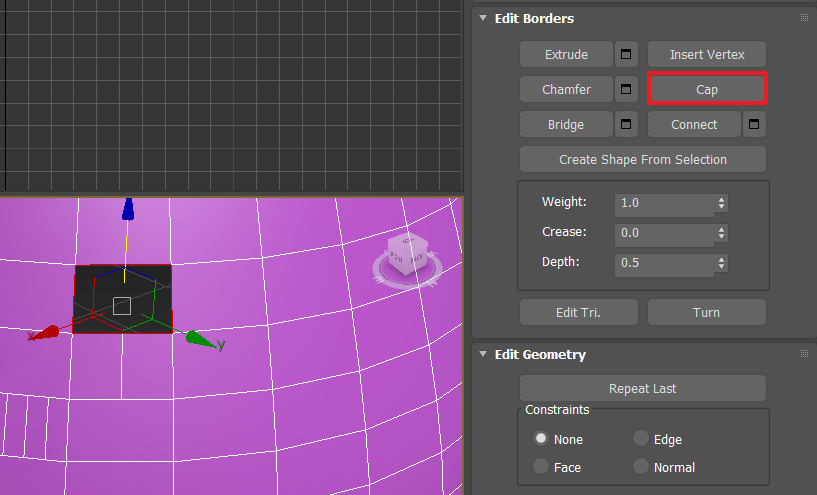 Edit Borders
Extrude
Insert Vertex
Chamfer
Cap
Bridge
Connect
Create Shape From Selection
Weight: 1.0
Crease: 0.0
Depth: 0.5
Edit Tri.
Turn
x
y
Edit Geometry
Repeat Last
Constraints
None
Edge
Face
Normal